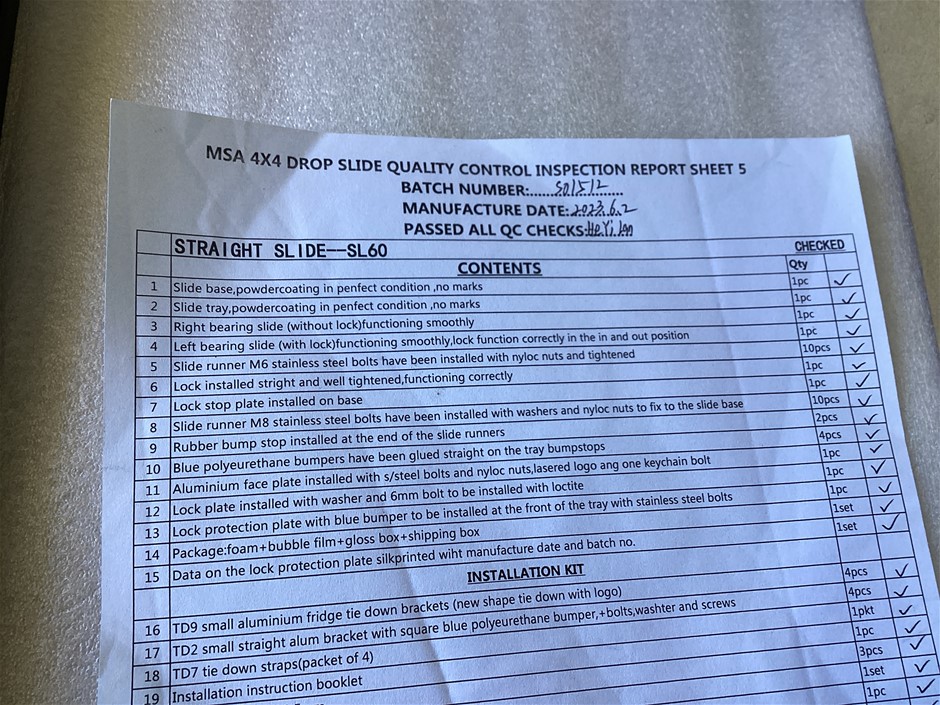 MSA 4X4 DROP SLIDE QUALITY CONTROL INSPECTION REPORT SHEET 5
BATCH NUMBER:......S01512......
MANUFACTURE DATE:2023.6.2
PASSED ALL QC CHECKS:
STRAIGHT SLIDE--SL60 CHECKED
CONTENTS Qty
1 Slide base,powdercoating in penfect condition ,no marks 1pc ✓
2 Slide tray,powdercoating in penfect condition ,no marks 1pc ✓
3 Right bearing slide (without lock)functioning smoothly 1pc ✓
4 Left bearing slide (with lock)functioning smoothly,lock function correctly in the in and out position 1pc ✓
5 Slide runner M6 stainless steel bolts have been installed with nyloc nuts and tightened 10pcs ✓
6 Lock installed stright and well tightened,functioning correctly 1pc ✓
7 Lock stop plate installed on base 1pc ✓
8 Slide runner M8 stainless steel bolts have been installed with washers and nyloc nuts to fix to the slide base 10pcs ✓
9 Rubber bump stop installed at the end of the slide runners 2pcs ✓
10 Blue polyeurethane bumpers have been glued straight on the tray bumpstops 4pcs ✓
11 Aluminium face plate installed with s/steel bolts and nyloc nuts,lasered logo ang one keychain bolt 1pc ✓
12 Lock plate installed with washer and 6mm bolt to be installed with loctite 1pc ✓
13 Lock protection plate with blue bumper to be installed at the front of the tray with stainless steel bolts 1pc ✓
14 Package:foam+bubble film+gloss box+shipping box 1set ✓
15 Data on the lock protection plate silkprinted wiht manufacture date and batch no. 1set ✓
INSTALLATION KIT
16 TD9 small aluminium fridge tie down brackets (new shape tie down with logo) 4pcs ✓
17 TD2 small straight alum bracket with square blue polyeurethane bumper,+bolts,washter and screws 4pcs ✓
18 TD7 tie down straps(packet of 4) 1pkt ✓
19 Installation instruction booklet 1pc ✓
3pcs ✓
1set ✓
1pc ✓